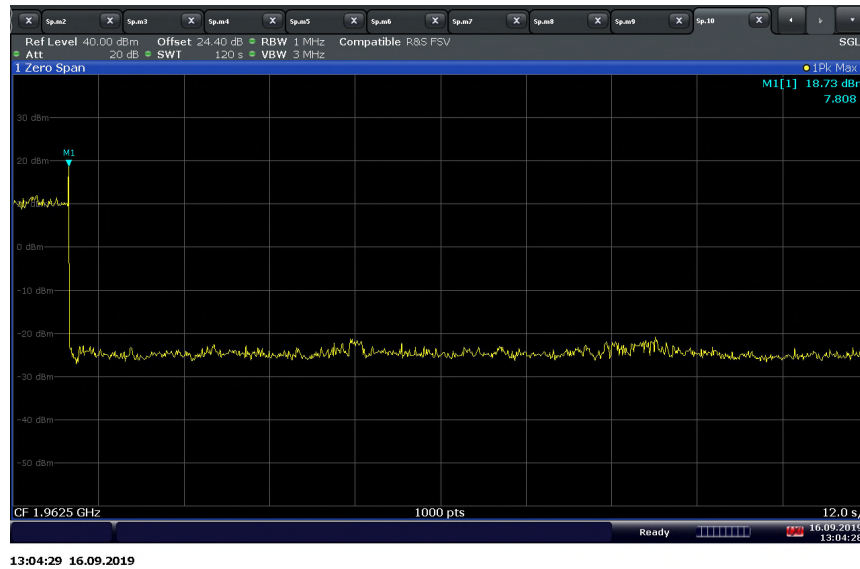 Sp.m2 X Sp.m3 X Sp.m4 X Sp.m5 X Sp.m6 X Sp.m7 X Sp.m8 X Sp.m9 X Sp.10 X
Ref Level 40.00 dBm Offset 24.40 dB RBW 1 MHz Compatible R&S FSV SGL
Att 20 dB SWT 120 s VBW 3 MHz
1 Zero Span 1Pk Max
M1[1] 18.73 dBm
7.808
30 dBm
M1
20 dBm
0 dBm
-10 dBm
-20 dBm
-30 dBm
-40 dBm
-50 dBm
CF 1.9625 GHz 1000 pts 12.0 s/
Ready 16.09.2019
13:04:28
13:04:29 16.09.2019